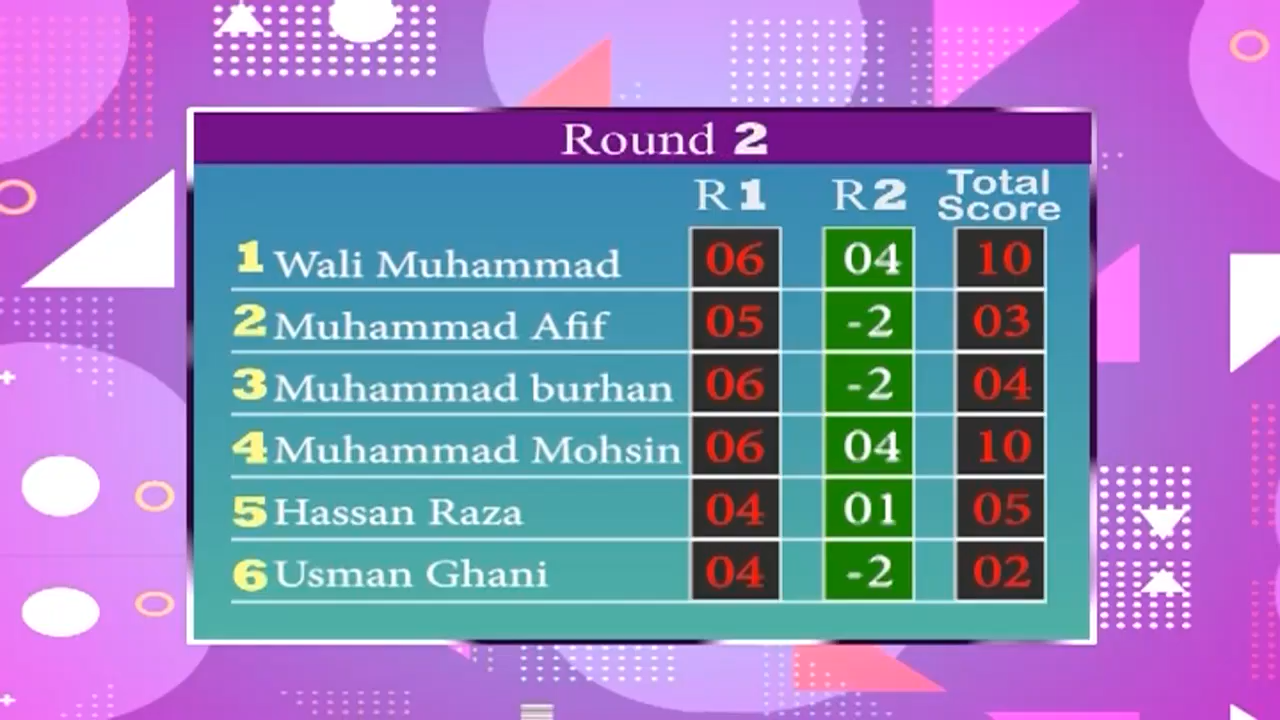 Round 2
R 1 R 2 Total Score
1 Wali Muhammad 06 04 10
2 Muhammad Afif 05 -2 03
3 Muhammad burhan 06 -2 04
4 Muhammad Mohsin 06 04 10
5 Hassan Raza 04 01 05
6 Usman Ghani 04 -2 02